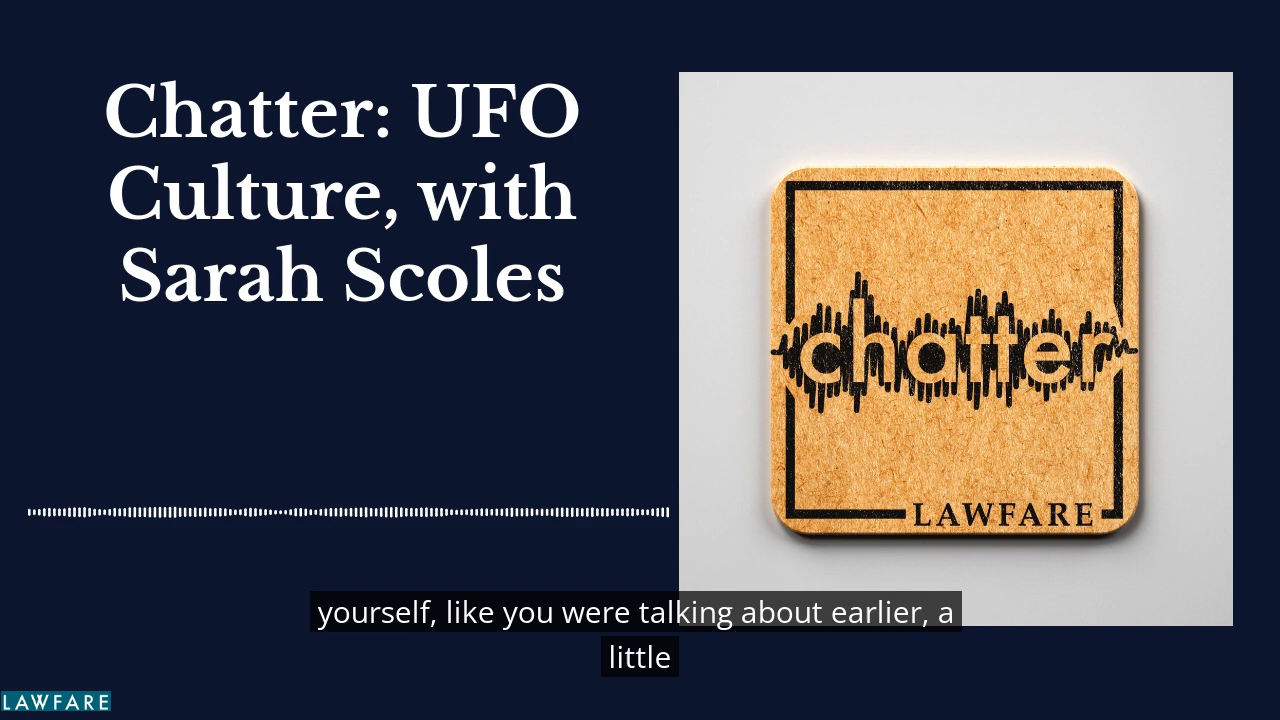 Chatter: UFO
Culture, with
Sarah Scoles
chatter
LAWFARE
yourself, like you were talking about earlier, a
little
LAWFARE